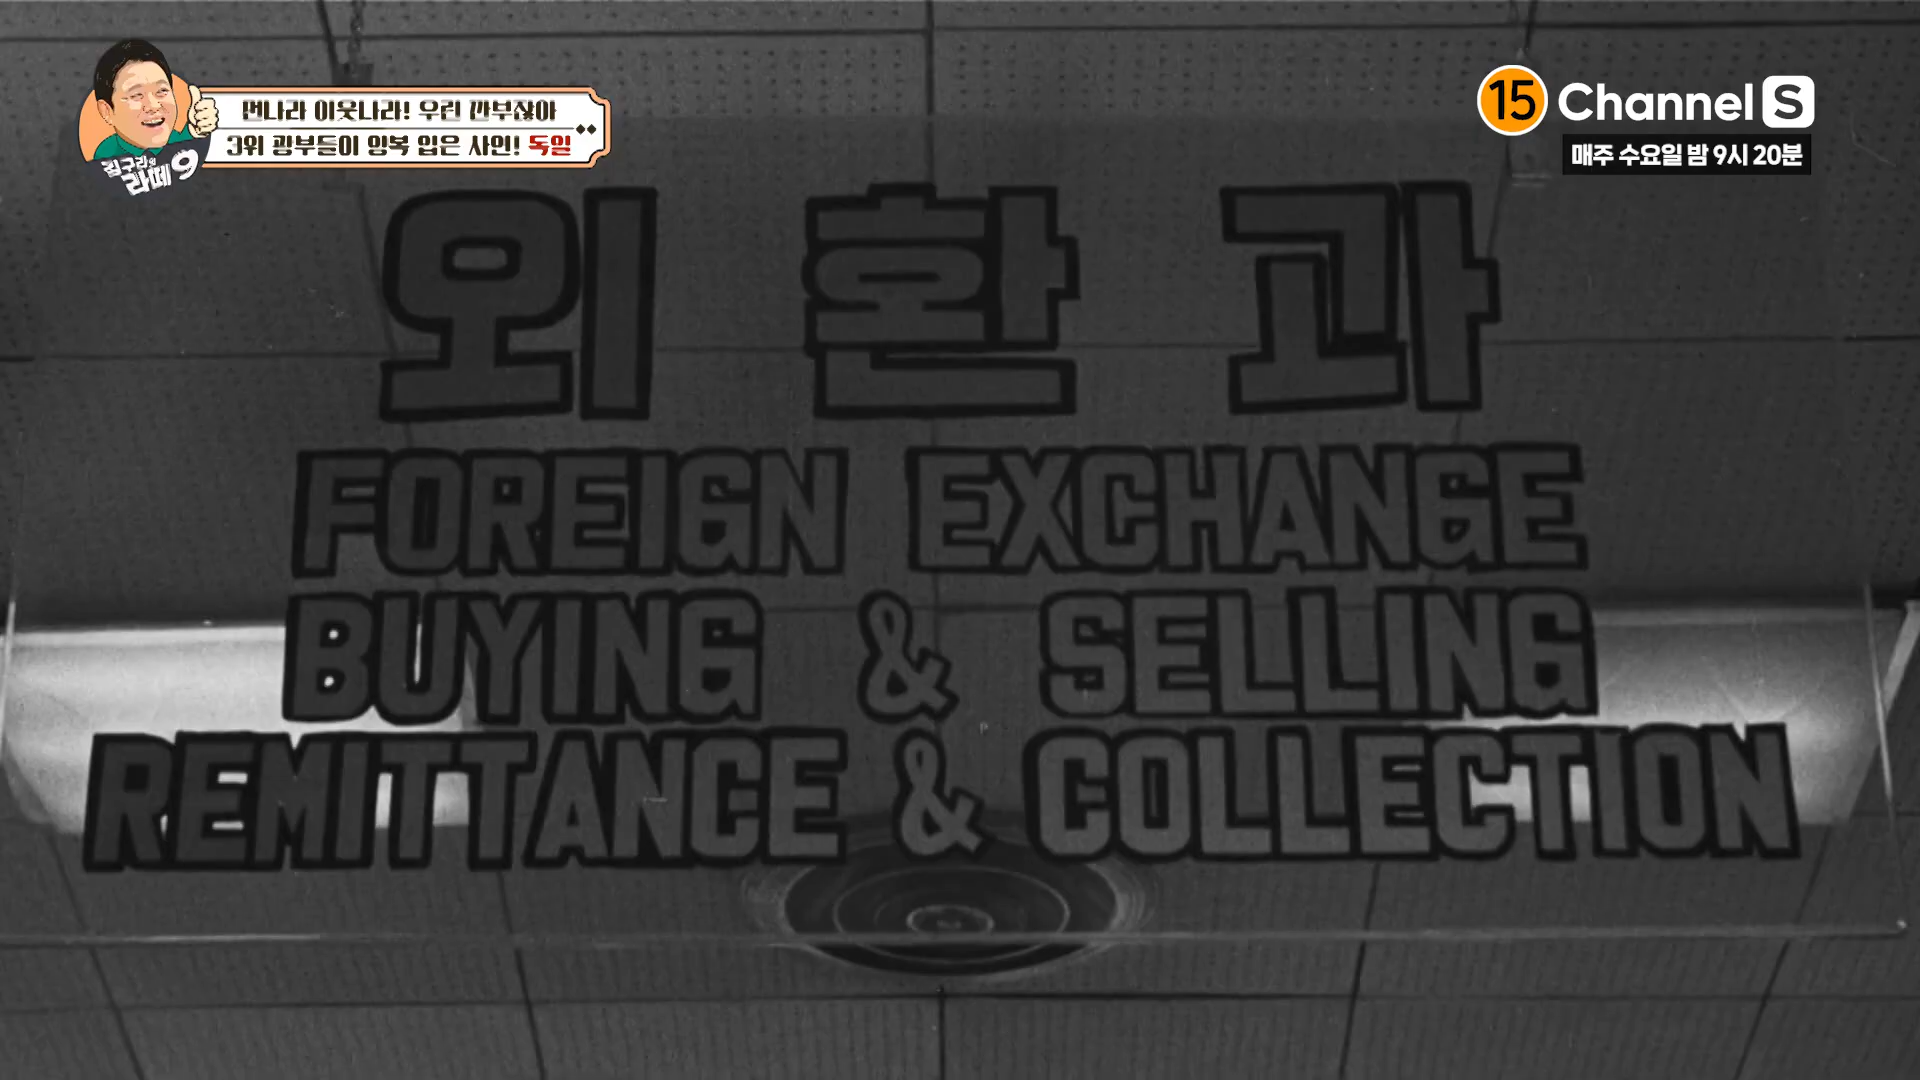 먼나라 이웃나라! 우린 깐부잖아
3위 광부들이 양복 입은 사인! 독일
김구라의
라떼9
15 Channel S
매주 수요일 밤 9시 20분
외환과
FOREIGN EXCHANGE
BUYING & SELLING
REMITTANCE & COLLECTION